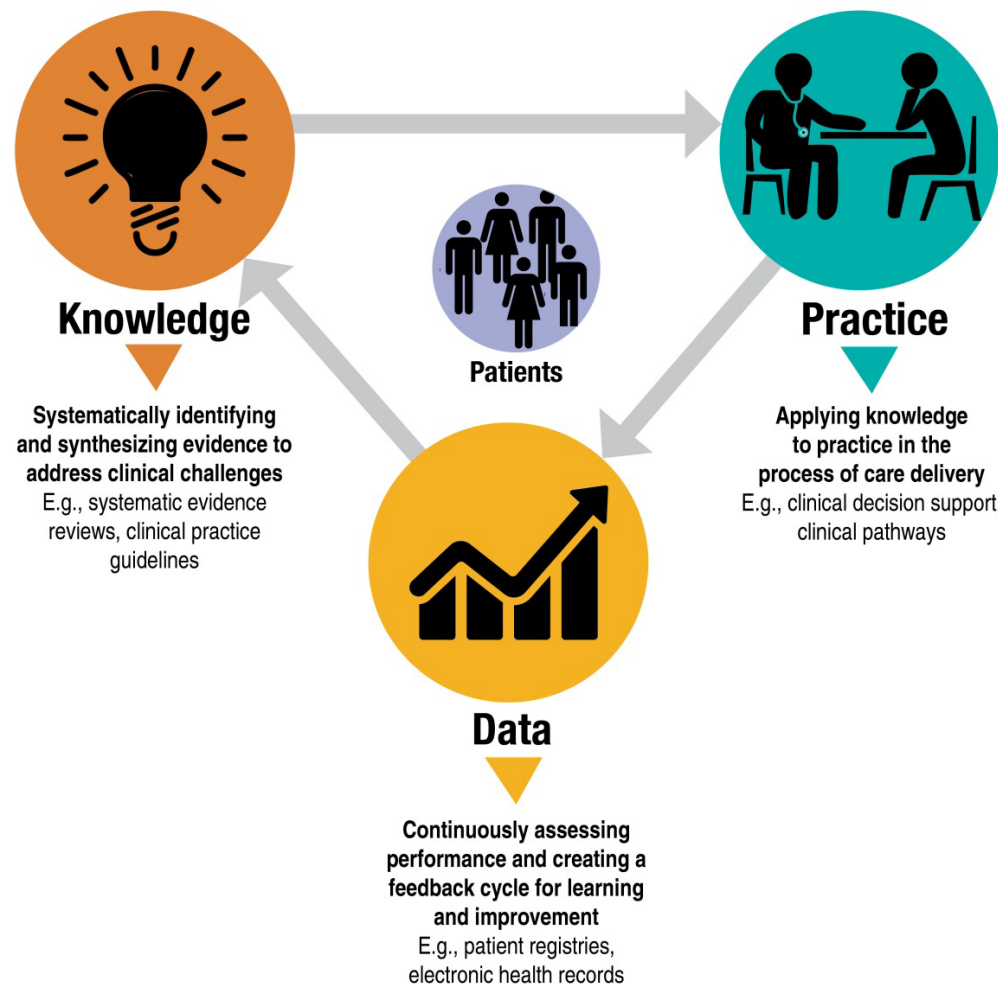 Knowledge
Systematically identifying
and synthesizing evidence to
address clinical challenges
E.g., systematic evidence
reviews, clinical practice
guidelines
Patients
Practice
Applying knowledge
to practice in the
process of care delivery
E.g., clinical decision support
clinical pathways
Data
Continuously assessing
performance and creating a
feedback cycle for learning
and improvement
E.g., patient registries,
electronic health records